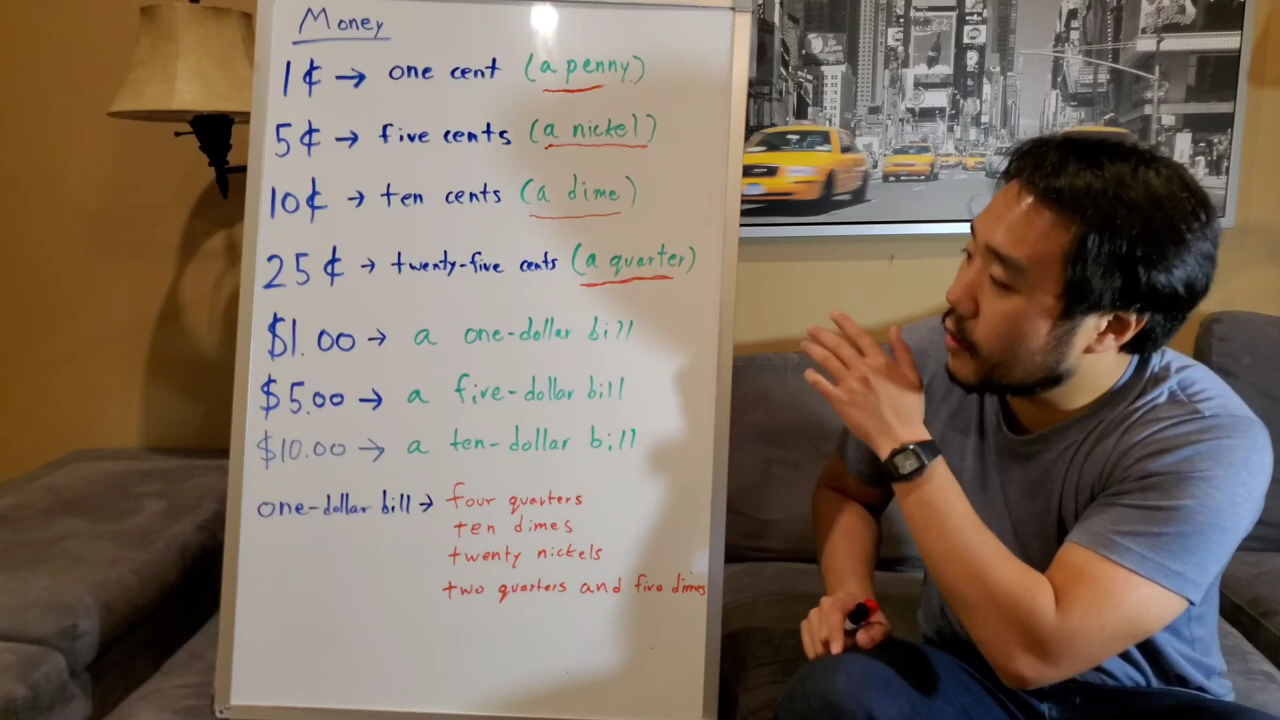 Money
1¢ → one cent (a penny)
5¢ → five cents (a nickel)
10¢ → ten cents (a dime)
25¢ → twenty-five cents (a quarter)
$1.00 → a one-dollar bill
$5.00 → a five-dollar bill
$10.00 → a ten-dollar bill
one-dollar bill → four quarters
ten dimes
twenty nickels
two quarters and five dimes